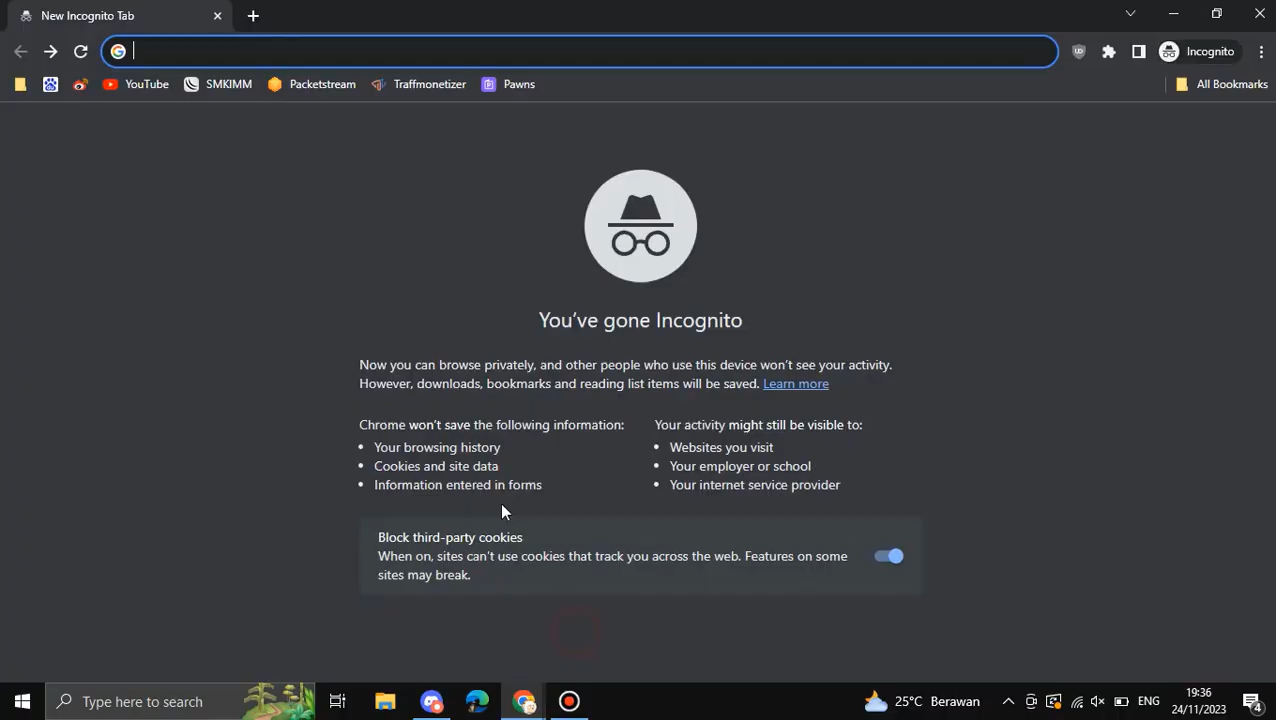 New Incognito Tab
Incognito
YouTube SMKIMM Packetstream Traffmonetizer Pawns All Bookmarks
You've gone Incognito
Now you can browse privately, and other people who use this device won't see your activity.
However, downloads, bookmarks and reading list items will be saved. Learn more
Chrome won't save the following information:
• Your browsing history
• Cookies and site data
• Information entered in forms
Your activity might still be visible to:
• Websites you visit
• Your employer or school
• Your internet service provider
Block third-party cookies
When on, sites can't use cookies that track you across the web. Features on some
sites may break.
Type here to search
25°C Berawan
ENG
19:36
24/11/2023
4